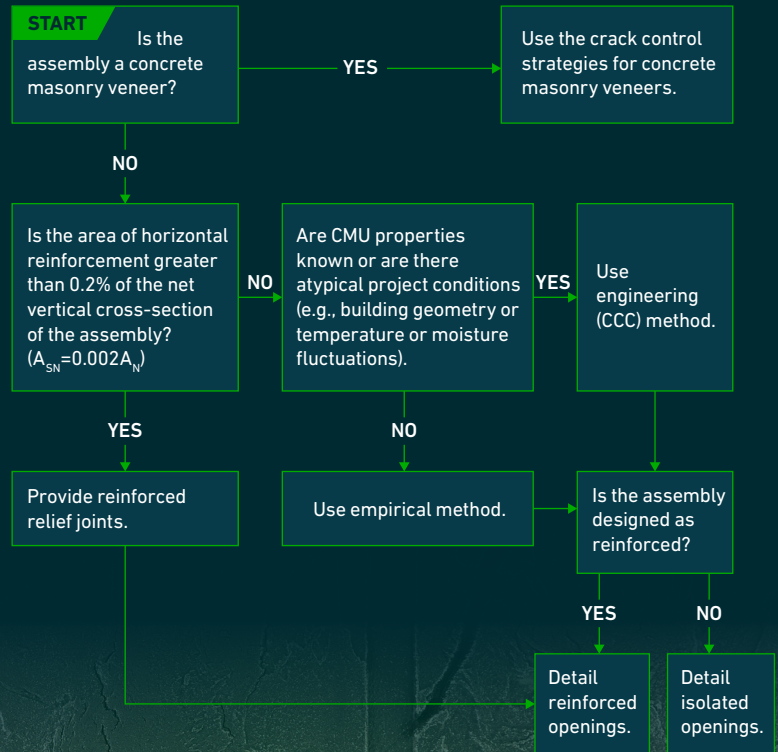 START
Is the
assembly a concrete
masonry veneer?
YES
Use the crack control
strategies for concrete
masonry veneers.
NO
Is the area of horizontal
reinforcement greater
than 0.2% of the net
vertical cross-section
of the assembly?
(A_SN=0.002A_N)
NO
Are CMU properties
known or are there
atypical project conditions
(e.g., building geometry or
temperature or moisture
fluctuations).
YES
Use
engineering
(CCC) method.
YES
NO
Provide reinforced
relief joints.
Use empirical method.
Is the assembly
designed as
reinforced?
YES
NO
Detail
reinforced
openings.
Detail
isolated
openings.